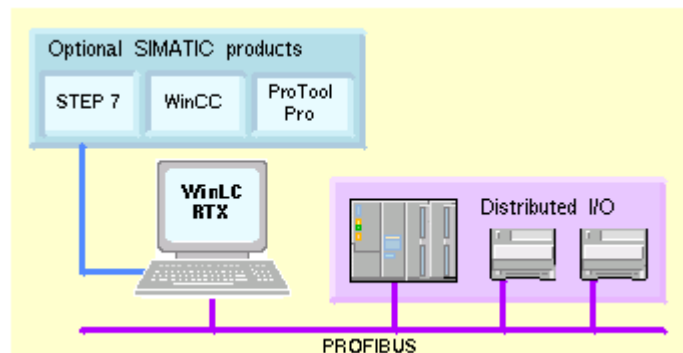 Optional SIMATIC products
STEP 7
WinCC
ProTool
Pro
WinLC
RTX
Distributed I/O
PROFIBUS